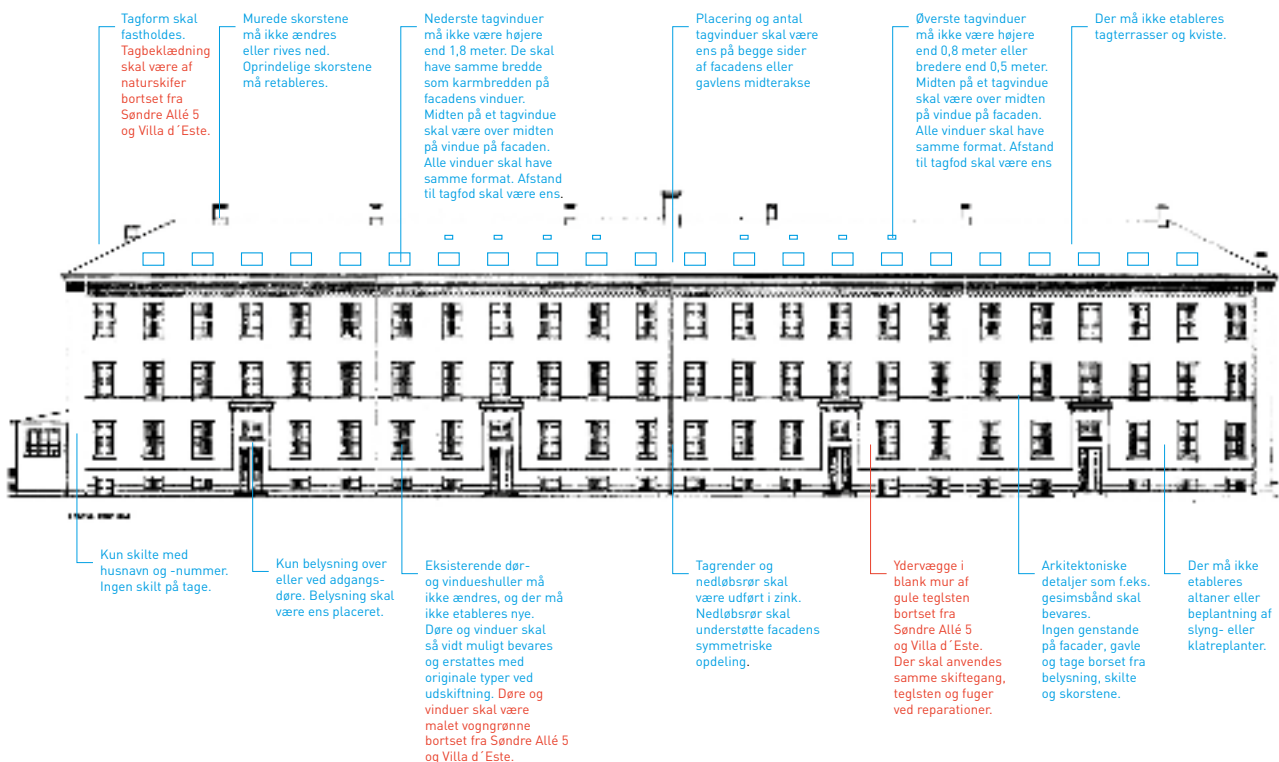 Tagform skal
fastholdes.
Tagbeklædning
skal være af
naturskifer
bortset fra
Søndre Allé 5
og Villa d´Este.
Murede skorstene
må ikke ændres
eller rives ned.
Oprindelige skorstene
må retableres.
Nederste tagvinduer
må ikke være højere
end 1,8 meter. De skal
have samme bredde
som karmbredden på
facadens vinduer.
Midten på et tagvindue
skal være over midten
på vindue på facaden.
Alle vinduer skal have
samme format. Afstand
til tagfod skal være ens.
Placering og antal
tagvinduer skal være
ens på begge sider
af facadens eller
gavlens midterakse
Øverste tagvinduer
må ikke være højere
end 0,8 meter eller
bredere end 0,5 meter.
Midten på et tagvindue
skal være over midten
på vindue på facaden.
Alle vinduer skal have
samme format. Afstand
til tagfod skal være ens
Der må ikke etableres
tagterrasser og kviste.
Kun skilte med
husnavn og -nummer.
Ingen skilt på tage.
Kun belysning over
eller ved adgangs-
døre. Belysning skal
være ens placeret.
Eksisterende dør-
og vindueshuller må
ikke ændres, og der må
ikke etableres nye.
Døre og vinduer skal
så vidt muligt bevares
og erstattes med
originale typer ved
udskiftning. Døre og
vinduer skal være
malet vogngrønne
bortset fra Søndre Allé 5
og Villa d´Este.
Tagrender og
nedløbsrør skal
være udført i zink.
Nedløbsrør skal
understøtte facadens
symmetriske
opdeling.
Ydervægge i
blank mur af
gule teglsten
bortset fra
Søndre Allé 5
og Villa d´Este.
Der skal anvendes
samme skiftegang,
teglsten og fuger
ved reparationer.
Arkitektoniske
detaljer som f.eks.
gesimsbånd skal
bevares.
Ingen genstande
på facader, gavle
og tage borset fra
belysning, skilte
og skorstene.
Der må ikke
etableres
altaner eller
beplantning af
slyng- eller
klatreplanter.